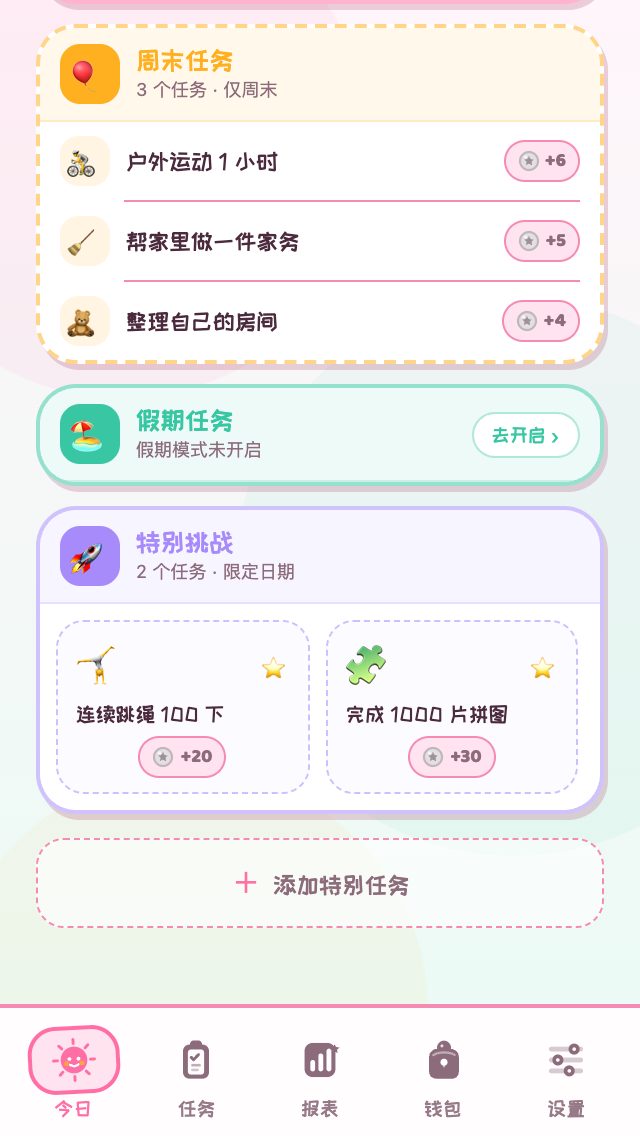 周末任务
3 个任务 · 仅周末
户外运动 1 小时
+6
帮家里做一件家务
+5
整理自己的房间
+4
假期任务
假期模式未开启
去开启 ›
特别挑战
2 个任务 · 限定日期
连续跳绳 100 下
+20
完成 1000 片拼图
+30
+ 添加特别任务
今日
任务
报表
钱包
设置